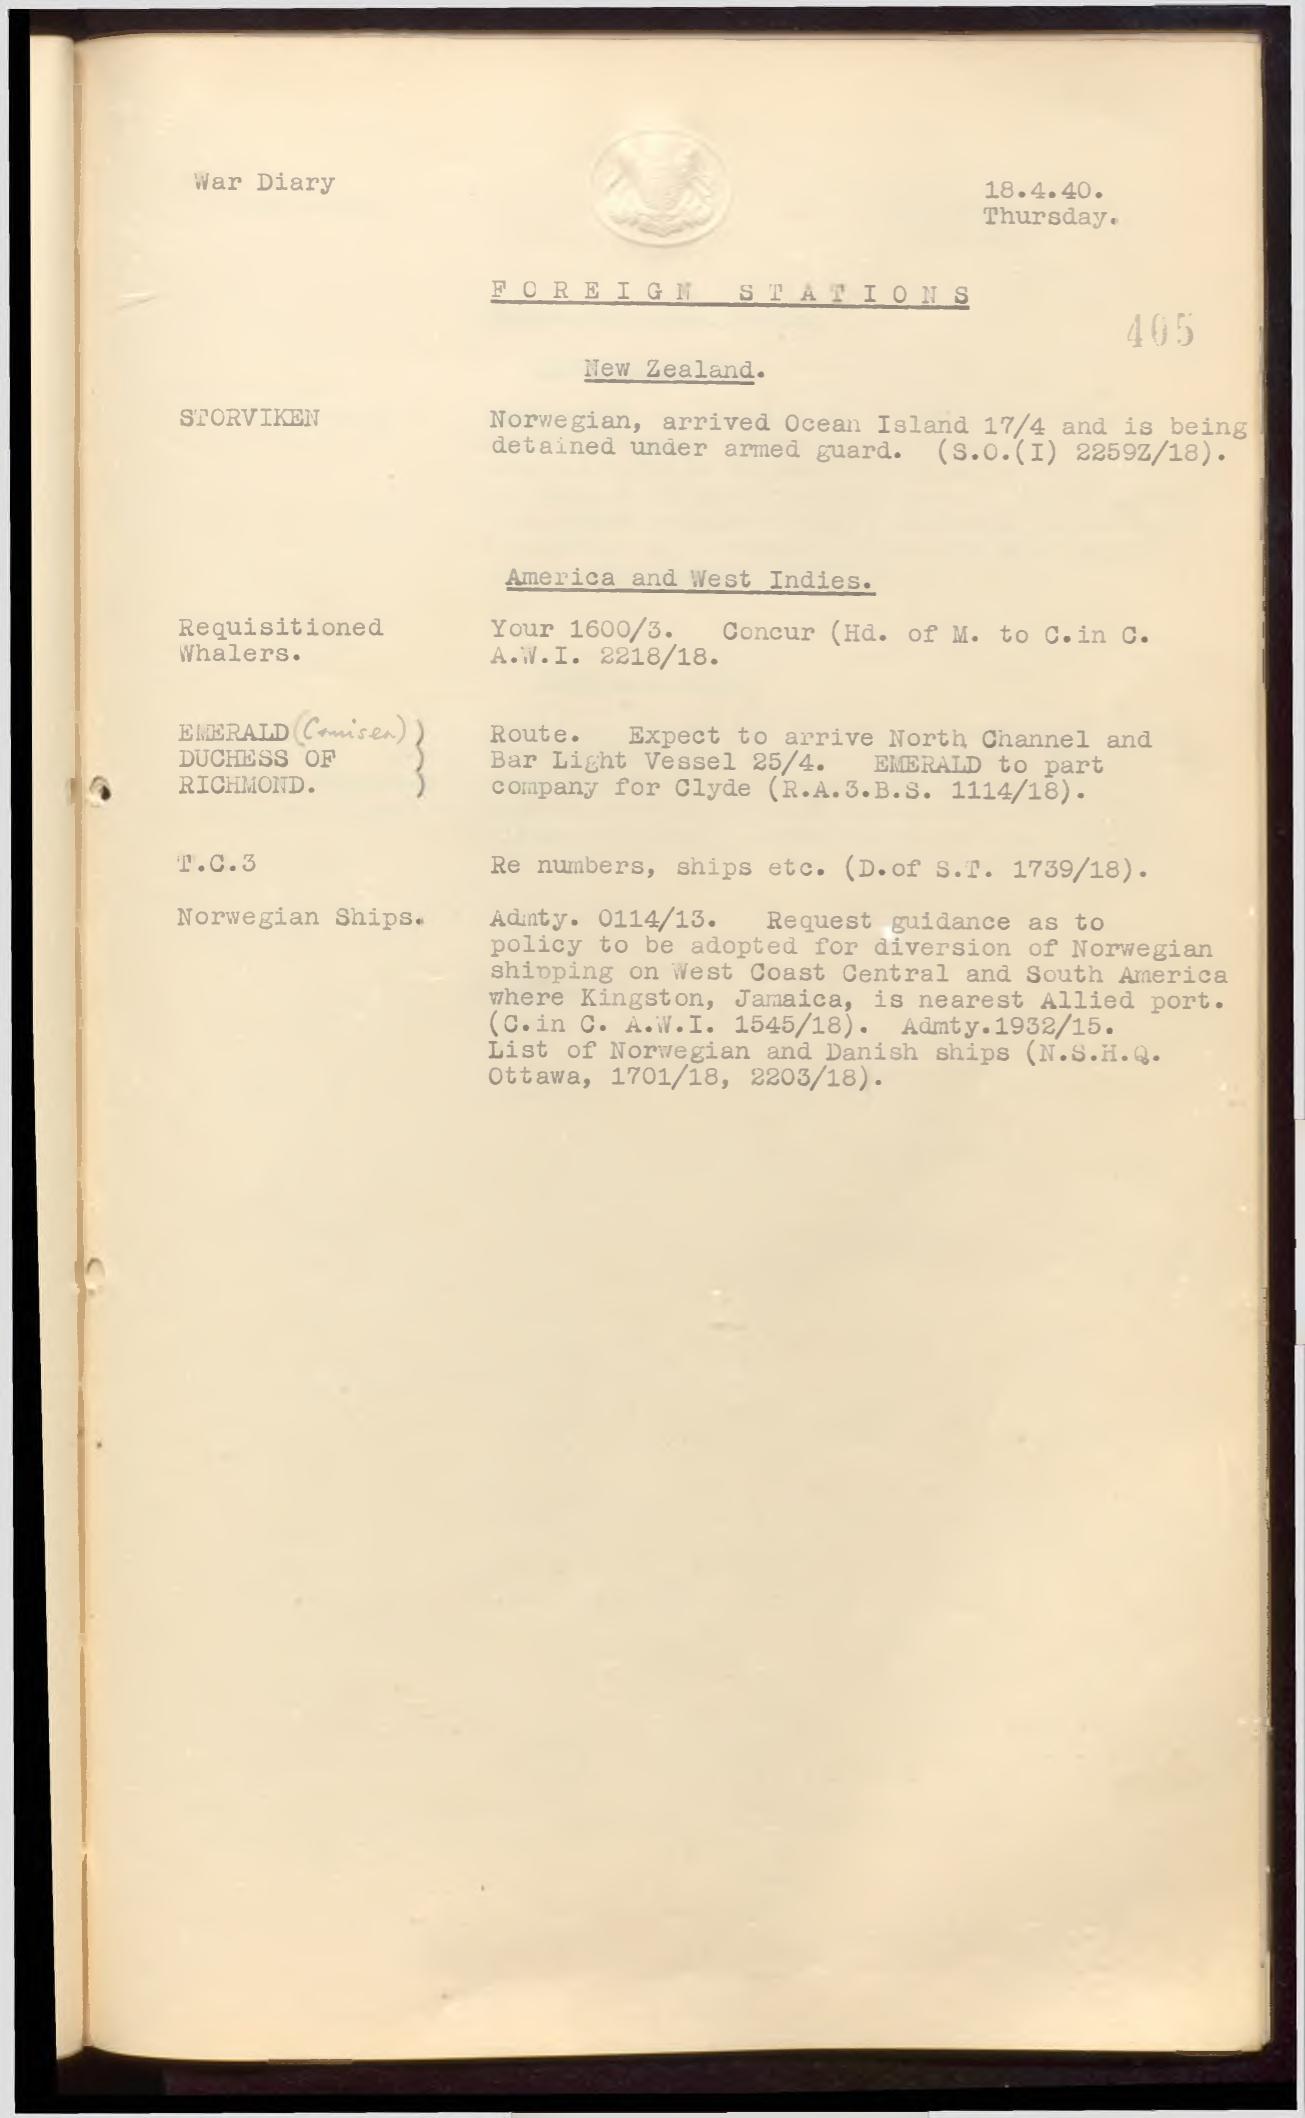 War Diary
18.4.40.
Thursday.
FOREIGN STATIONS
405
New Zealand.
STORVIKEN Norwegian, arrived Ocean Island 17/4 and is being
detained under armed guard. (S.O.(I) 2259Z/18).
America and West Indies.
Requisitioned Your 1600/3. Concur (Hd. of M. to C.in C.
Whalers. A.W.I. 2218/18.
EMERALD (Cruiser) ) Route. Expect to arrive North Channel and
DUCHESS OF ) Bar Light Vessel 25/4. EMERALD to part
RICHMOND. ) company for Clyde (R.A.3.B.S. 1114/18).
T.C.3 Re numbers, ships etc. (D.of S.T. 1739/18).
Norwegian Ships. Admty. 0114/13. Request guidance as to
policy to be adopted for diversion of Norwegian
shipping on West Coast Central and South America
where Kingston, Jamaica, is nearest Allied port.
(C.in C. A.W.I. 1545/18). Admty.1932/15.
List of Norwegian and Danish ships (N.S.H.Q.
Ottawa, 1701/18, 2203/18).